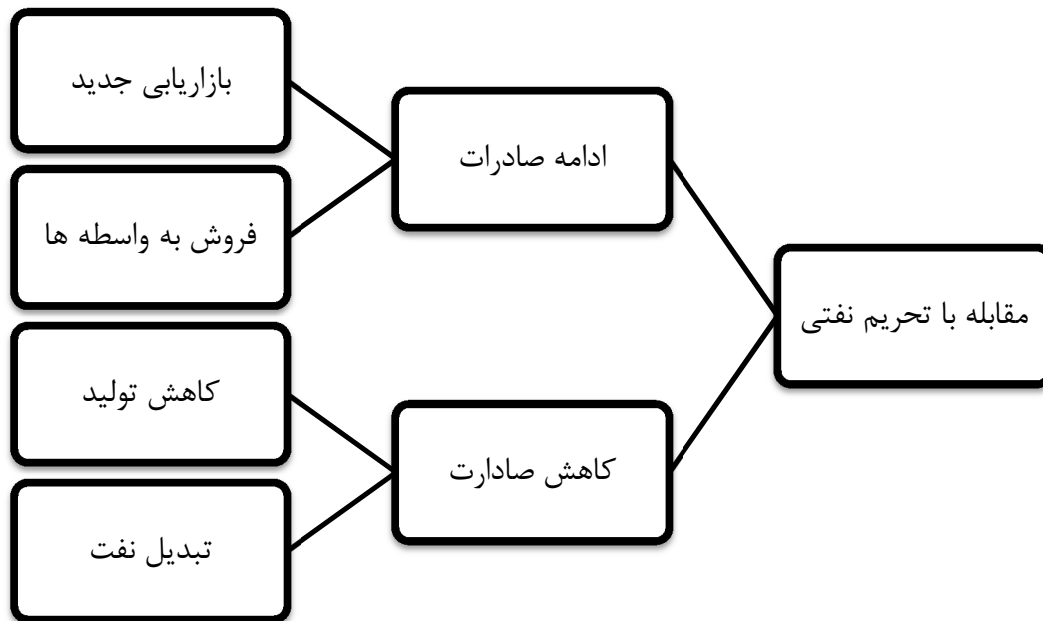 مقابله با تحریم نفتی
ادامه صادرات
بازاریابی جدید
فروش به واسطه ها
کاهش صادارت
کاهش تولید
تبدیل نفت